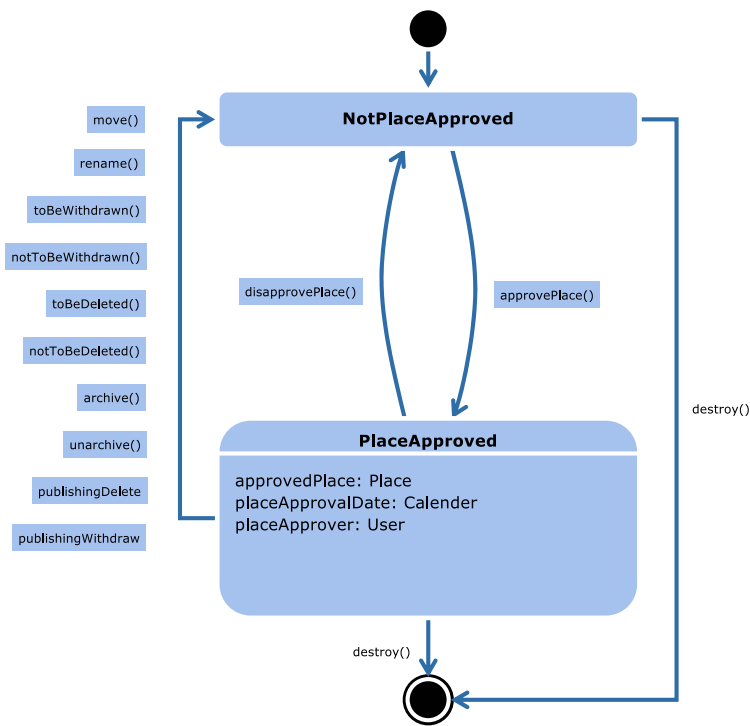 NotPlaceApproved
move()
rename()
toBeWithdrawn()
notToBeWithdrawn()
toBeDeleted()
notToBeDeleted()
archive()
unarchive()
publishingDelete
publishingWithdraw
disapprovePlace()
approvePlace()
destroy()
PlaceApproved
approvedPlace: Place
placeApprovalDate: Calender
placeApprover: User
destroy()